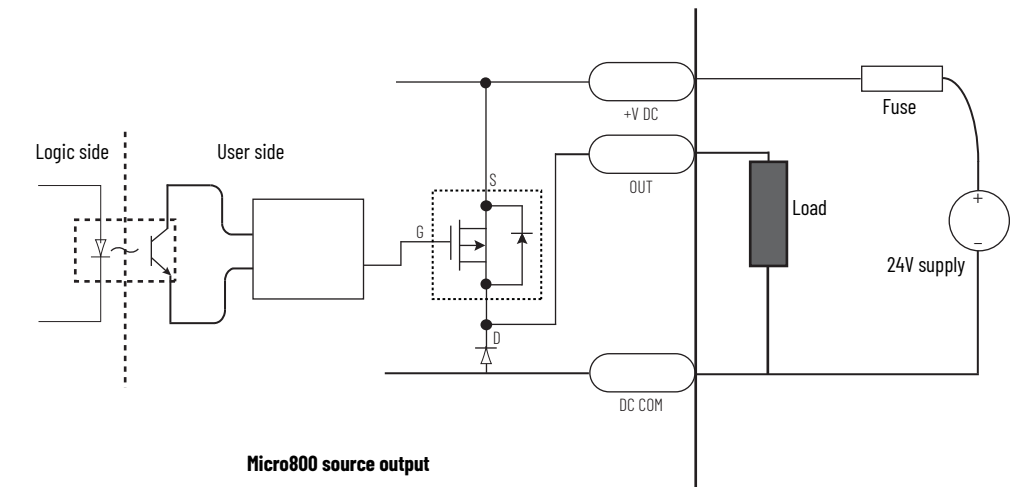 +V DC
Fuse
Logic side
User side
OUT
S
G
Load
+
−
24V supply
D
DC COM
Micro800 source output